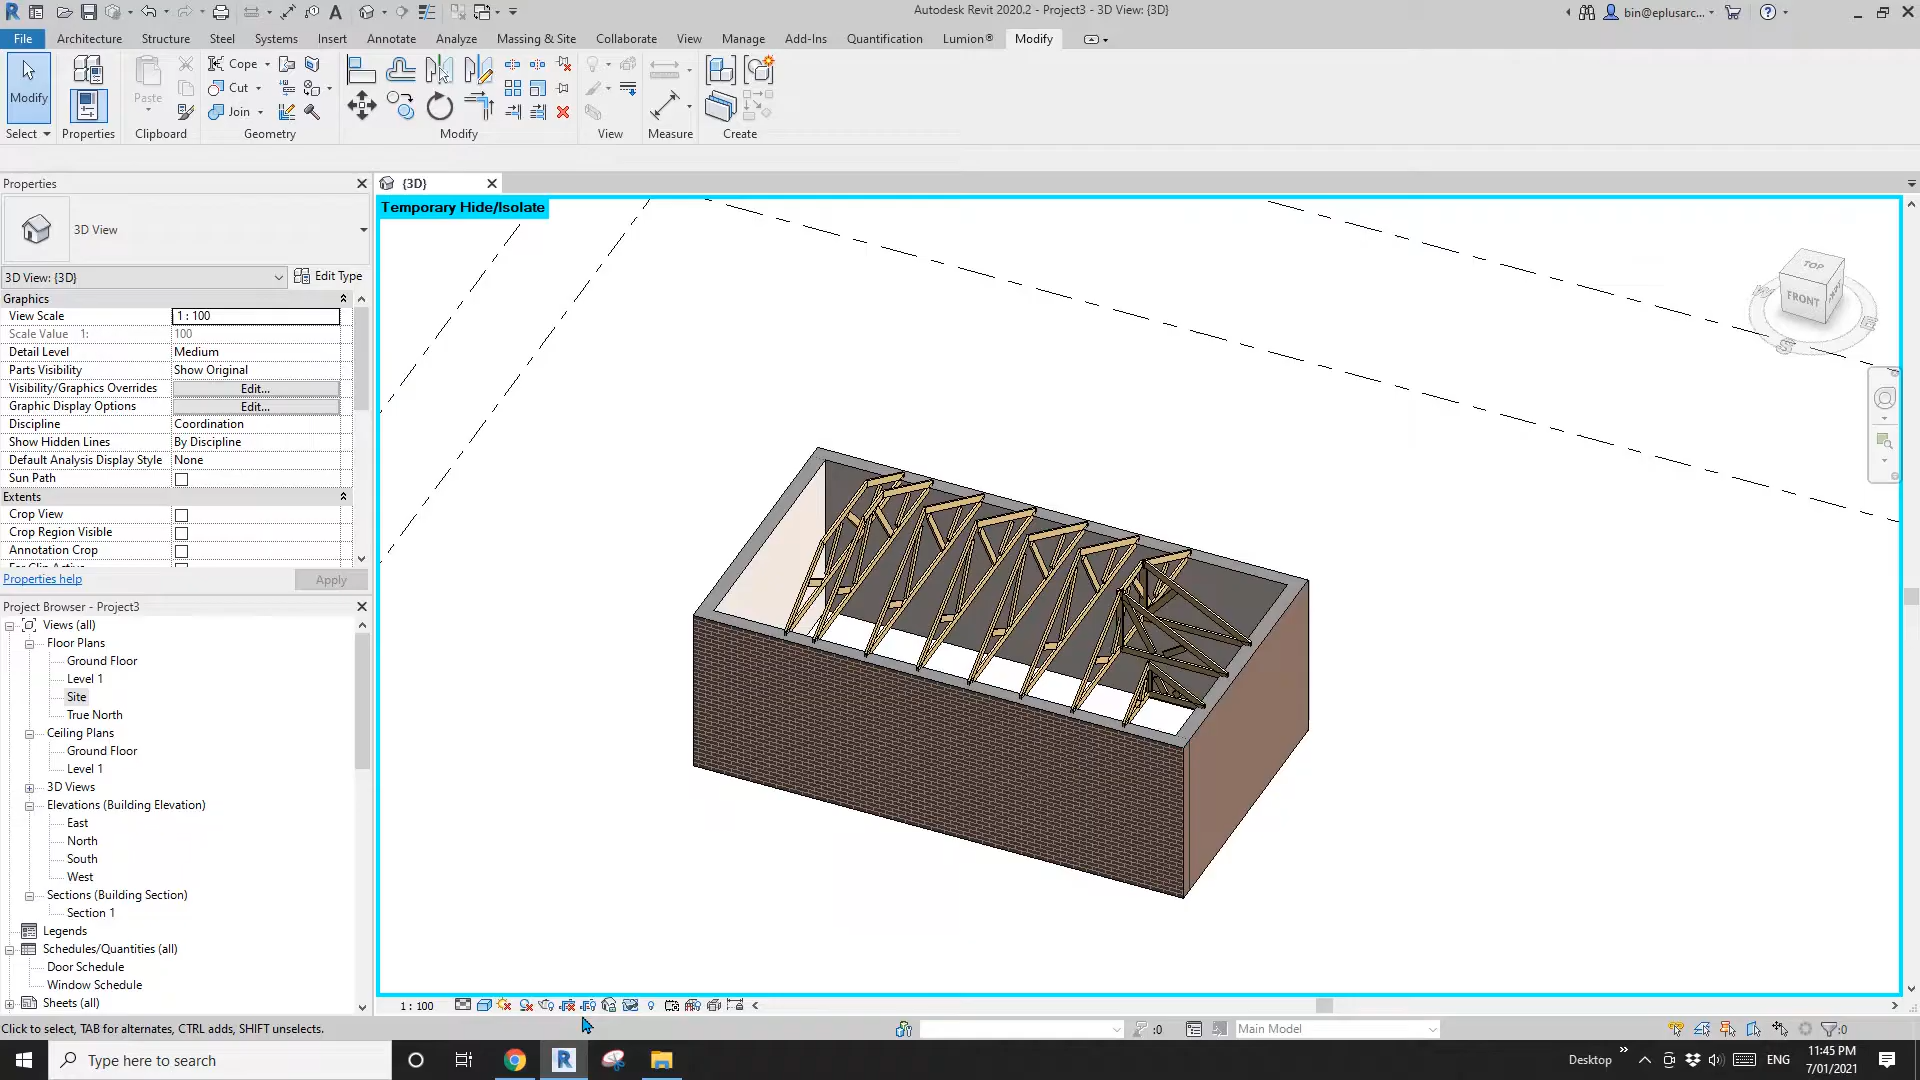 Autodesk Revit 2020.2 - Project3 - 3D View: {3D}
bin@eplusarc...
File Architecture Structure Steel Systems Insert Annotate Analyze Massing & Site Collaborate View Manage Add-Ins Quantification Lumion® Modify
Modify
Paste
Cope
Cut
Join
Select Properties Clipboard Geometry Modify View Measure Create
Properties
{3D}
Temporary Hide/Isolate
3D View
3D View: {3D}
Edit Type
Graphics
View Scale 1 : 100
Scale Value 1: 100
Detail Level Medium
Parts Visibility Show Original
Visibility/Graphics Overrides Edit...
Graphic Display Options Edit...
Discipline Coordination
Show Hidden Lines By Discipline
Default Analysis Display Style None
Sun Path
Extents
Crop View
Crop Region Visible
Annotation Crop
Properties help
Apply
Project Browser - Project3
Views (all)
Floor Plans
Ground Floor
Level 1
Site
True North
Ceiling Plans
Ground Floor
Level 1
3D Views
Elevations (Building Elevation)
East
North
South
West
Sections (Building Section)
Section 1
Legends
Schedules/Quantities (all)
Door Schedule
Window Schedule
Sheets (all)
TOP
FRONT
W
S
E
1 : 100
Click to select, TAB for alternates, CTRL adds, SHIFT unselects.
:0
Main Model
:0
Type here to search
Desktop
ENG
11:45 PM
7/01/2021